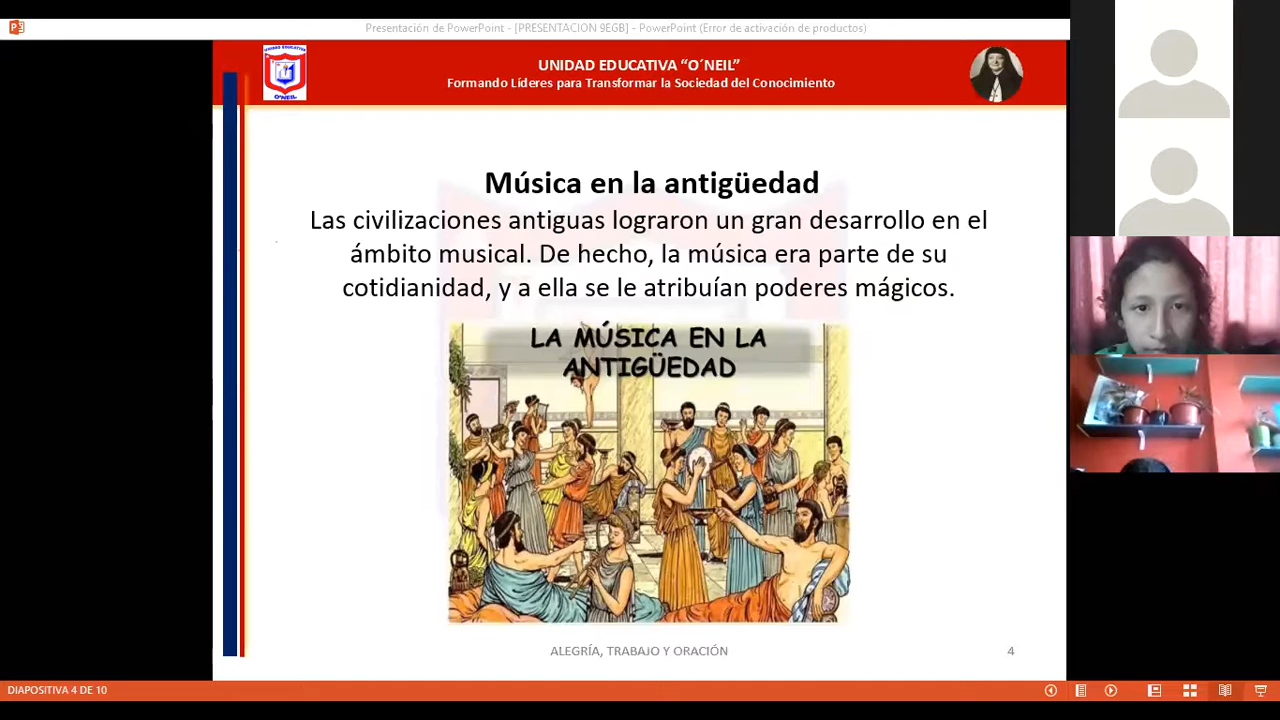 Presentación de PowerPoint - [PRESENTACION 9EGB] - PowerPoint (Error de activación de productos)
UNIDAD EDUCATIVA
O´NEIL
UNIDAD EDUCATIVA “O´NEIL”
Formando Líderes para Transformar la Sociedad del Conocimiento
Música en la antigüedad
Las civilizaciones antiguas lograron un gran desarrollo en el
ámbito musical. De hecho, la música era parte de su
cotidianidad, y a ella se le atribuían poderes mágicos.
LA MÚSICA EN LA
ANTIGÜEDAD
ALEGRÍA, TRABAJO Y ORACIÓN
4
DIAPOSITIVA 4 DE 10